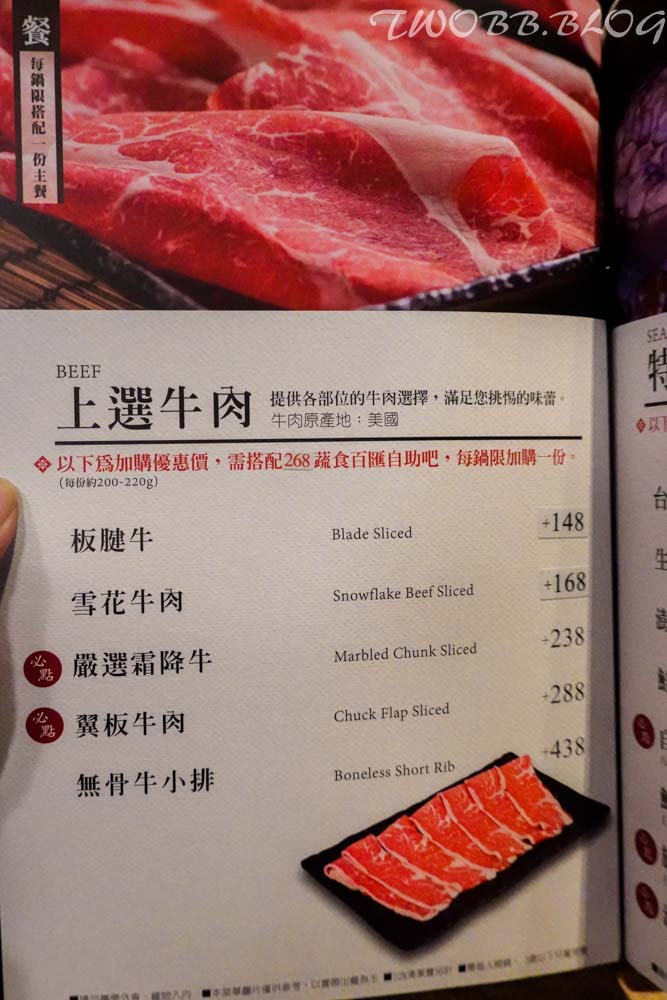 TWOBB.BLOG
餐
每鍋限搭配一份主餐
BEEF
上選牛肉 提供各部位的牛肉選擇，滿足您挑惕的味蕾。
牛肉原產地：美國
以下為加購優惠價，需搭配268蔬食百匯自助吧，每鍋限加購一份。
(每份約200-220g)
板腱牛 Blade Sliced +148
雪花牛肉 Snowflake Beef Sliced +168
必點 嚴選霜降牛 Marbled Chunk Sliced +238
必點 翼板牛肉 Chuck Flap Sliced +288
無骨牛小排 Boneless Short Rib +438
SEA
特
以下
台
生